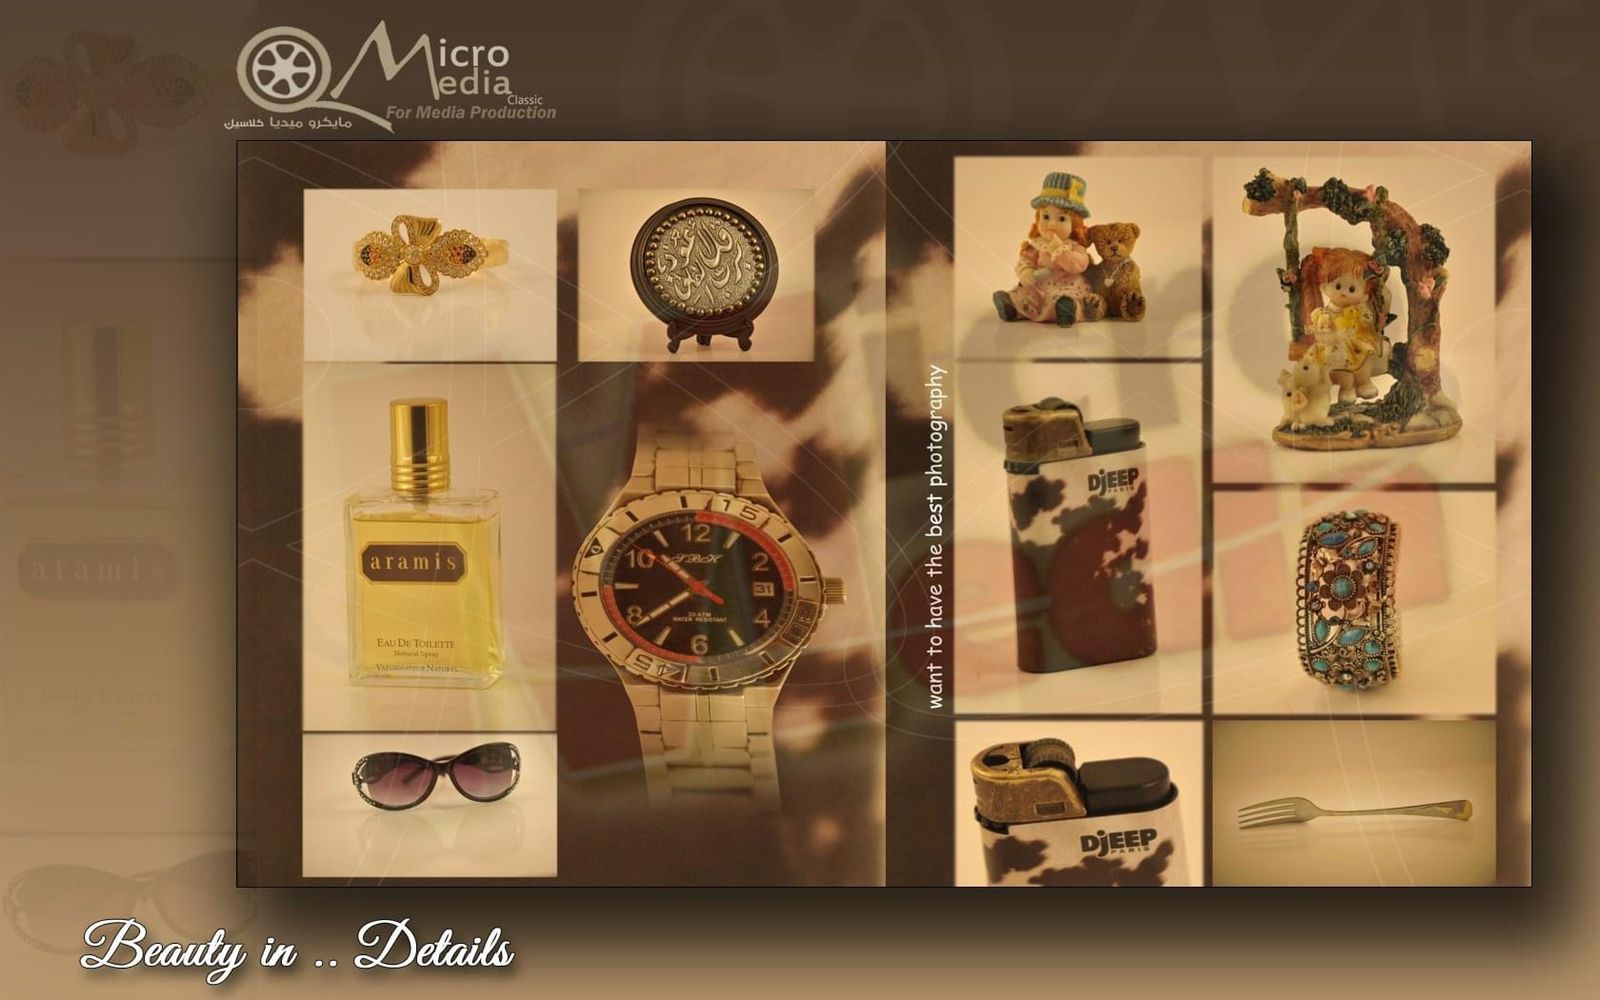 Micro
Media
Classic
For Media Production
مايكرو ميديا كلاسيك
aramis
EAU DE TOILETTE
Natural Spray
VAPORISATEUR NATUREL
15
12
10
2
31
8
4
6
20 ATM
WATER RESISTANT
45
want to have the best photography
DjEEP
PARIS
DjEEP
PARIS
aramis
Beauty in .. Details